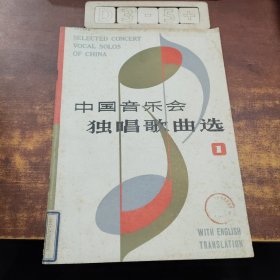 SELECTED CONCERT
VOCAL SOLOS
OF CHINA
中国音乐会
独唱歌曲选
1
WITH ENGLISH
TRANSLATION